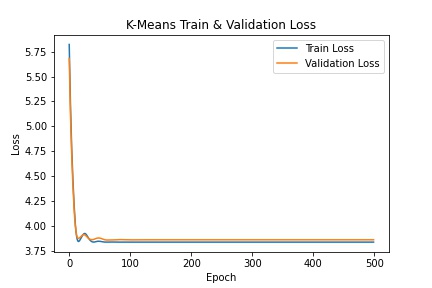 K-Means Train & Validation Loss
Train Loss
Validation Loss
Loss
5.75
5.50
5.25
5.00
4.75
4.50
4.25
4.00
3.75
0 100 200 300 400 500
Epoch